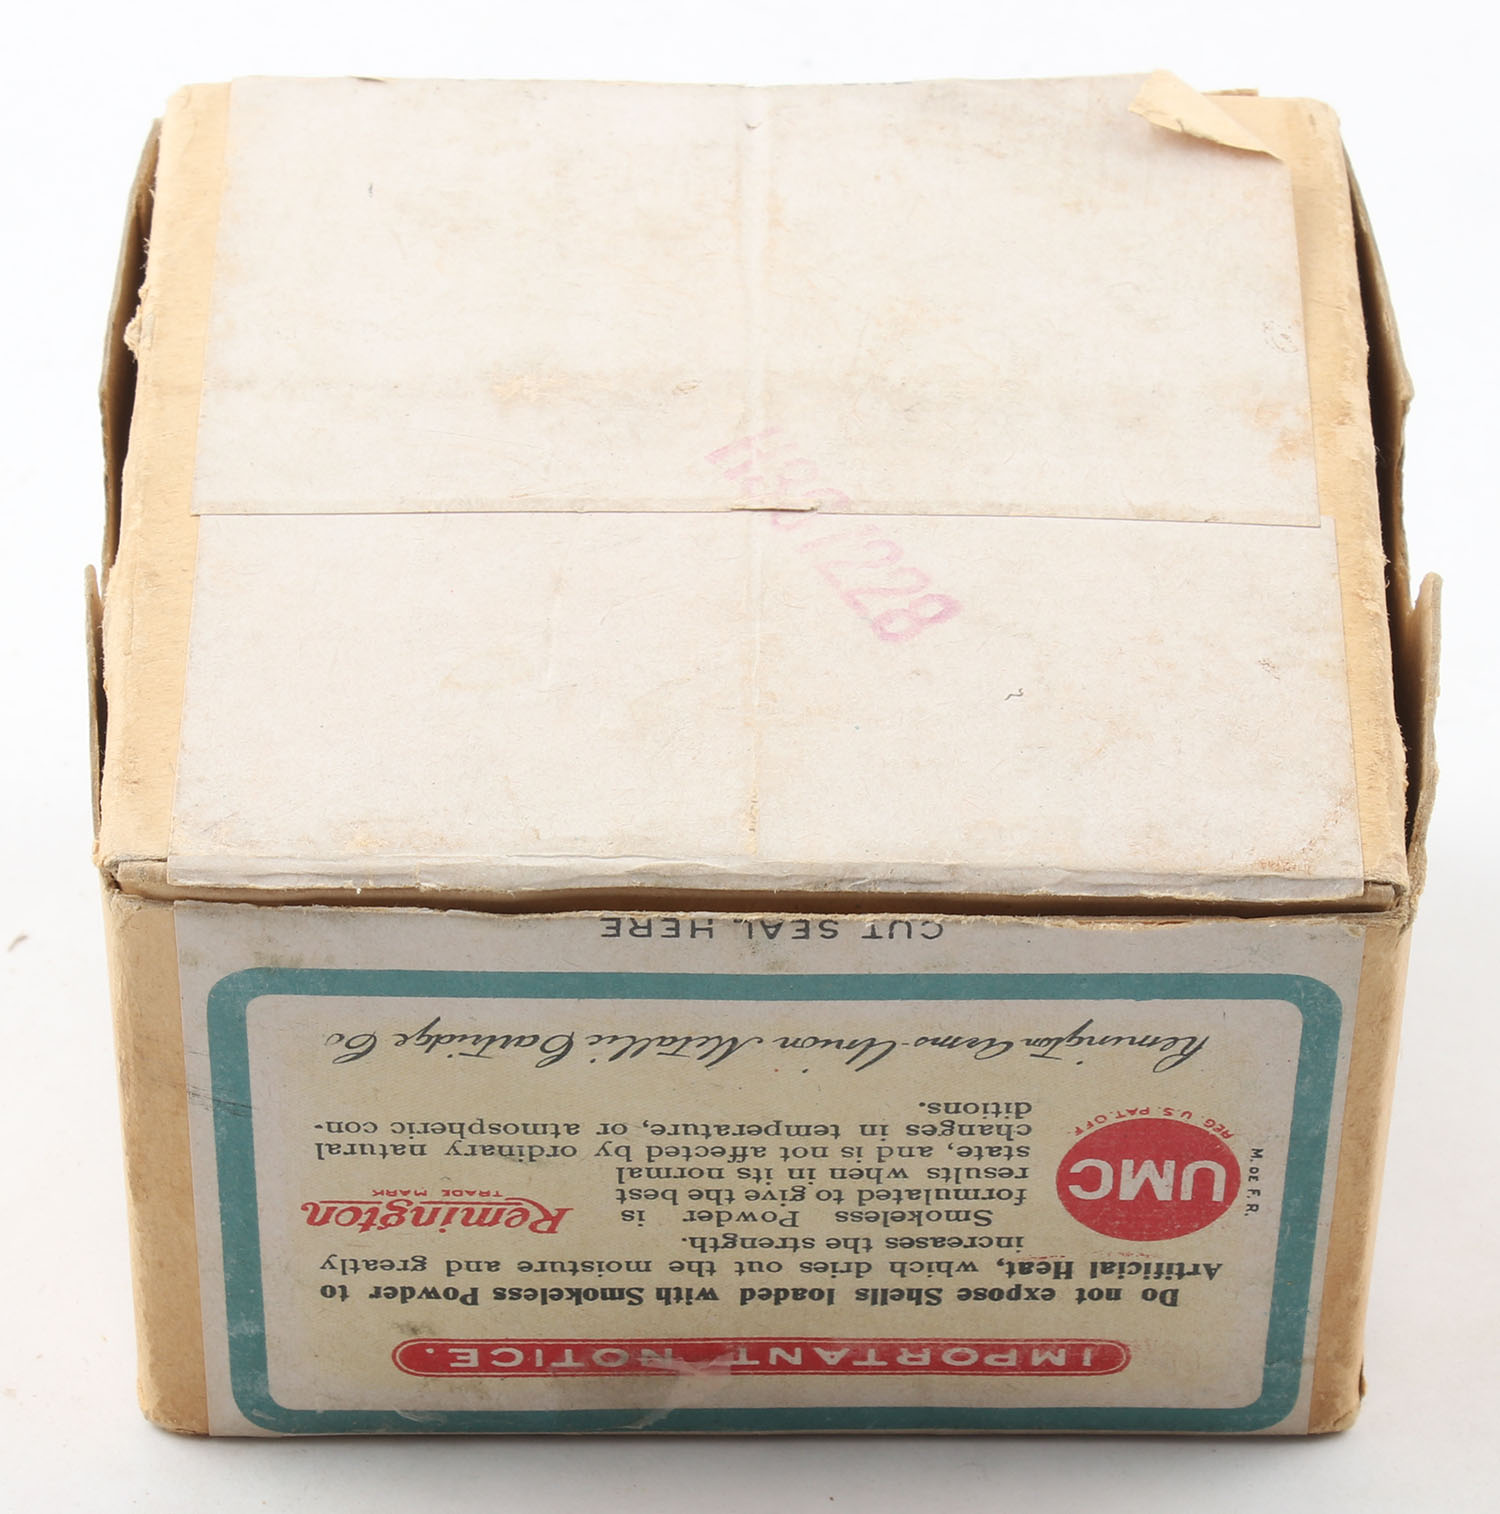 H867228
IMPORTANT NOTICE.
Do not expose Shells loaded with Smokeless Powder to
Artificial Heat, which dries out the moisture and greatly
increases the strength.
Smokeless Powder is
formulated to give the best
results when in its normal
state, and is not affected by ordinary natural
changes in temperature, or atmospheric con-
ditions.
UMC
REG. U.S. PAT. OFF.
M. DE F. R.
Remington
TRADE MARK
Remington Arms-Union Metallic Cartridge Co.
CUT SEAL HERE